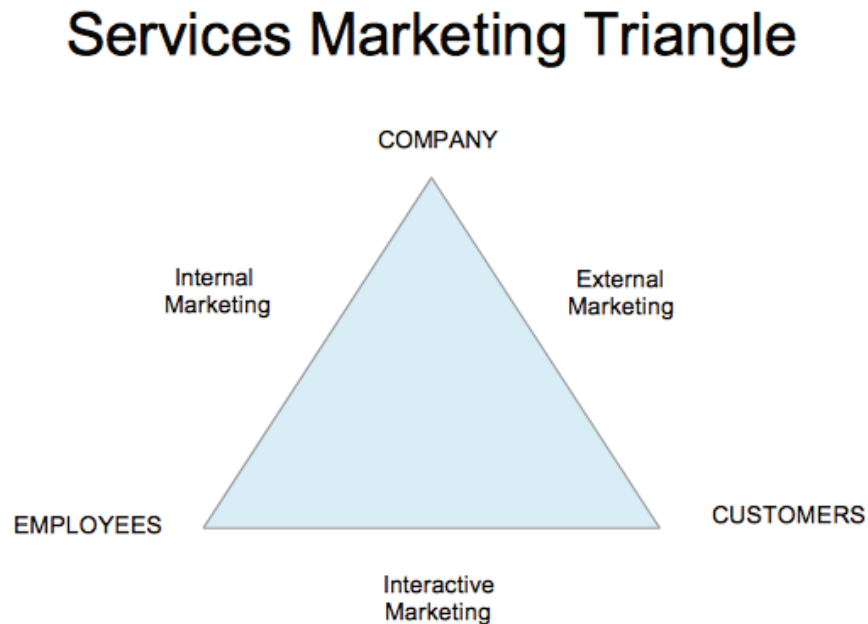 Services Marketing Triangle
COMPANY
Internal
Marketing
External
Marketing
EMPLOYEES
CUSTOMERS
Interactive
Marketing